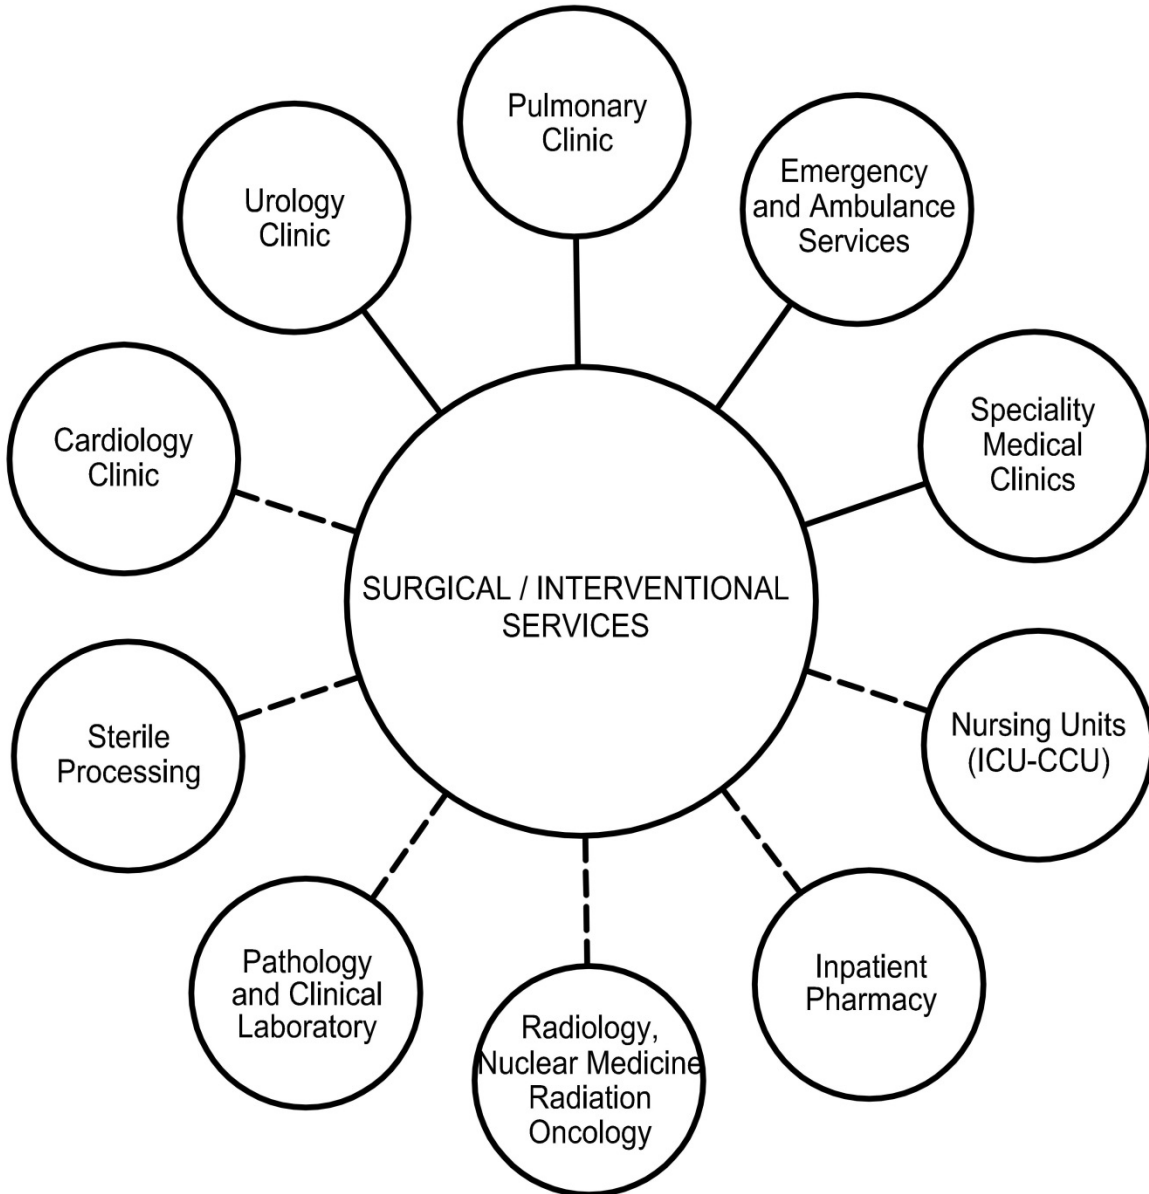 Pulmonary
Clinic
Emergency
and Ambulance
Services
Urology
Clinic
Speciality
Medical
Clinics
Cardiology
Clinic
SURGICAL / INTERVENTIONAL
SERVICES
Nursing Units
(ICU-CCU)
Sterile
Processing
Inpatient
Pharmacy
Pathology
and Clinical
Laboratory
Radiology,
Nuclear Medicine
Radiation
Oncology